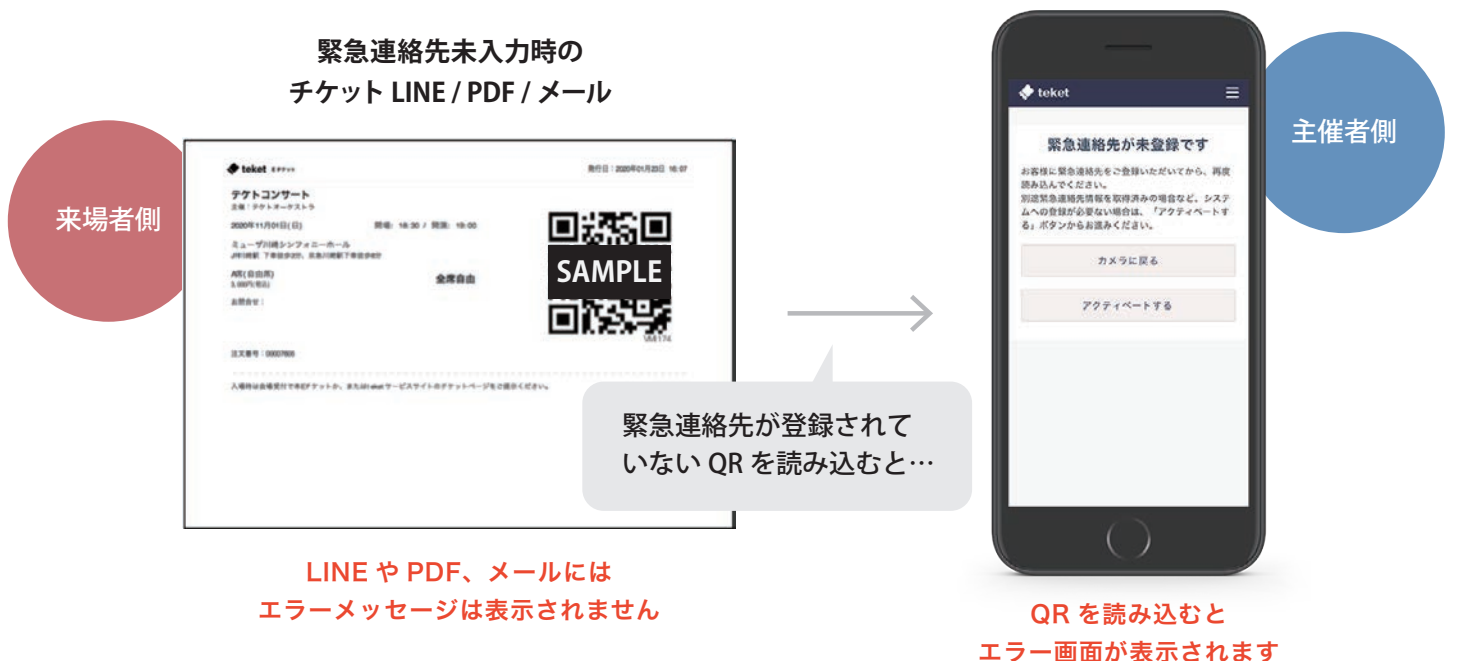 緊急連絡先未入力時の
チケット LINE / PDF / メール
来場者側
teket
発行日：2020年01月23日 16:07
テケトコンサート
主催：テケトオーケストラ
2020年11月01日(日)
開場：18:30 / 開演：19:00
ミューザ川崎シンフォニーホール
全席自由
SAMPLE
お問合せ：
注文番号：00007608
緊急連絡先が登録されて
いない QR を読み込むと…
LINE や PDF、メールには
エラーメッセージは表示されません
主催者側
teket
緊急連絡先が未登録です
お客様に緊急連絡先をご登録いただいてから、再度
読み込んでください。
別途緊急連絡先情報を取得済みの場合など、システ
ムへの登録が必要ない場合は、「アクティベートす
る」ボタンからお進みください。
カメラに戻る
アクティベートする
QR を読み込むと
エラー画面が表示されます